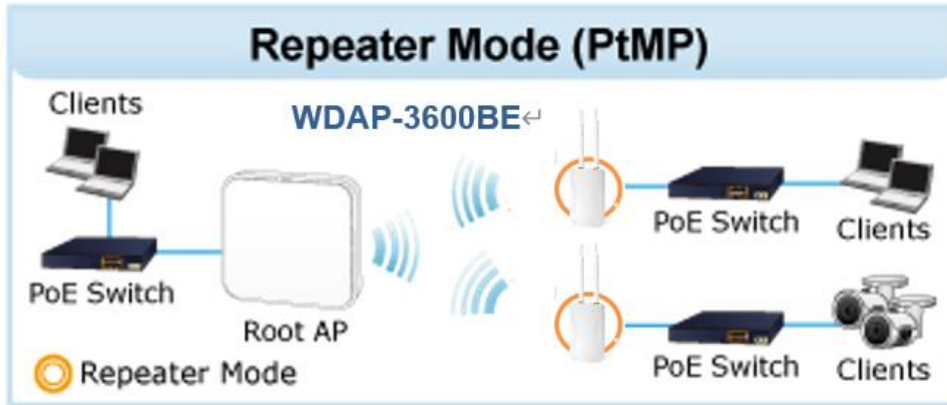 Repeater Mode (PtMP)
Clients
WDAP-3600BE↵
PoE Switch
Clients
PoE Switch
Root AP
PoE Switch
Clients
Repeater Mode